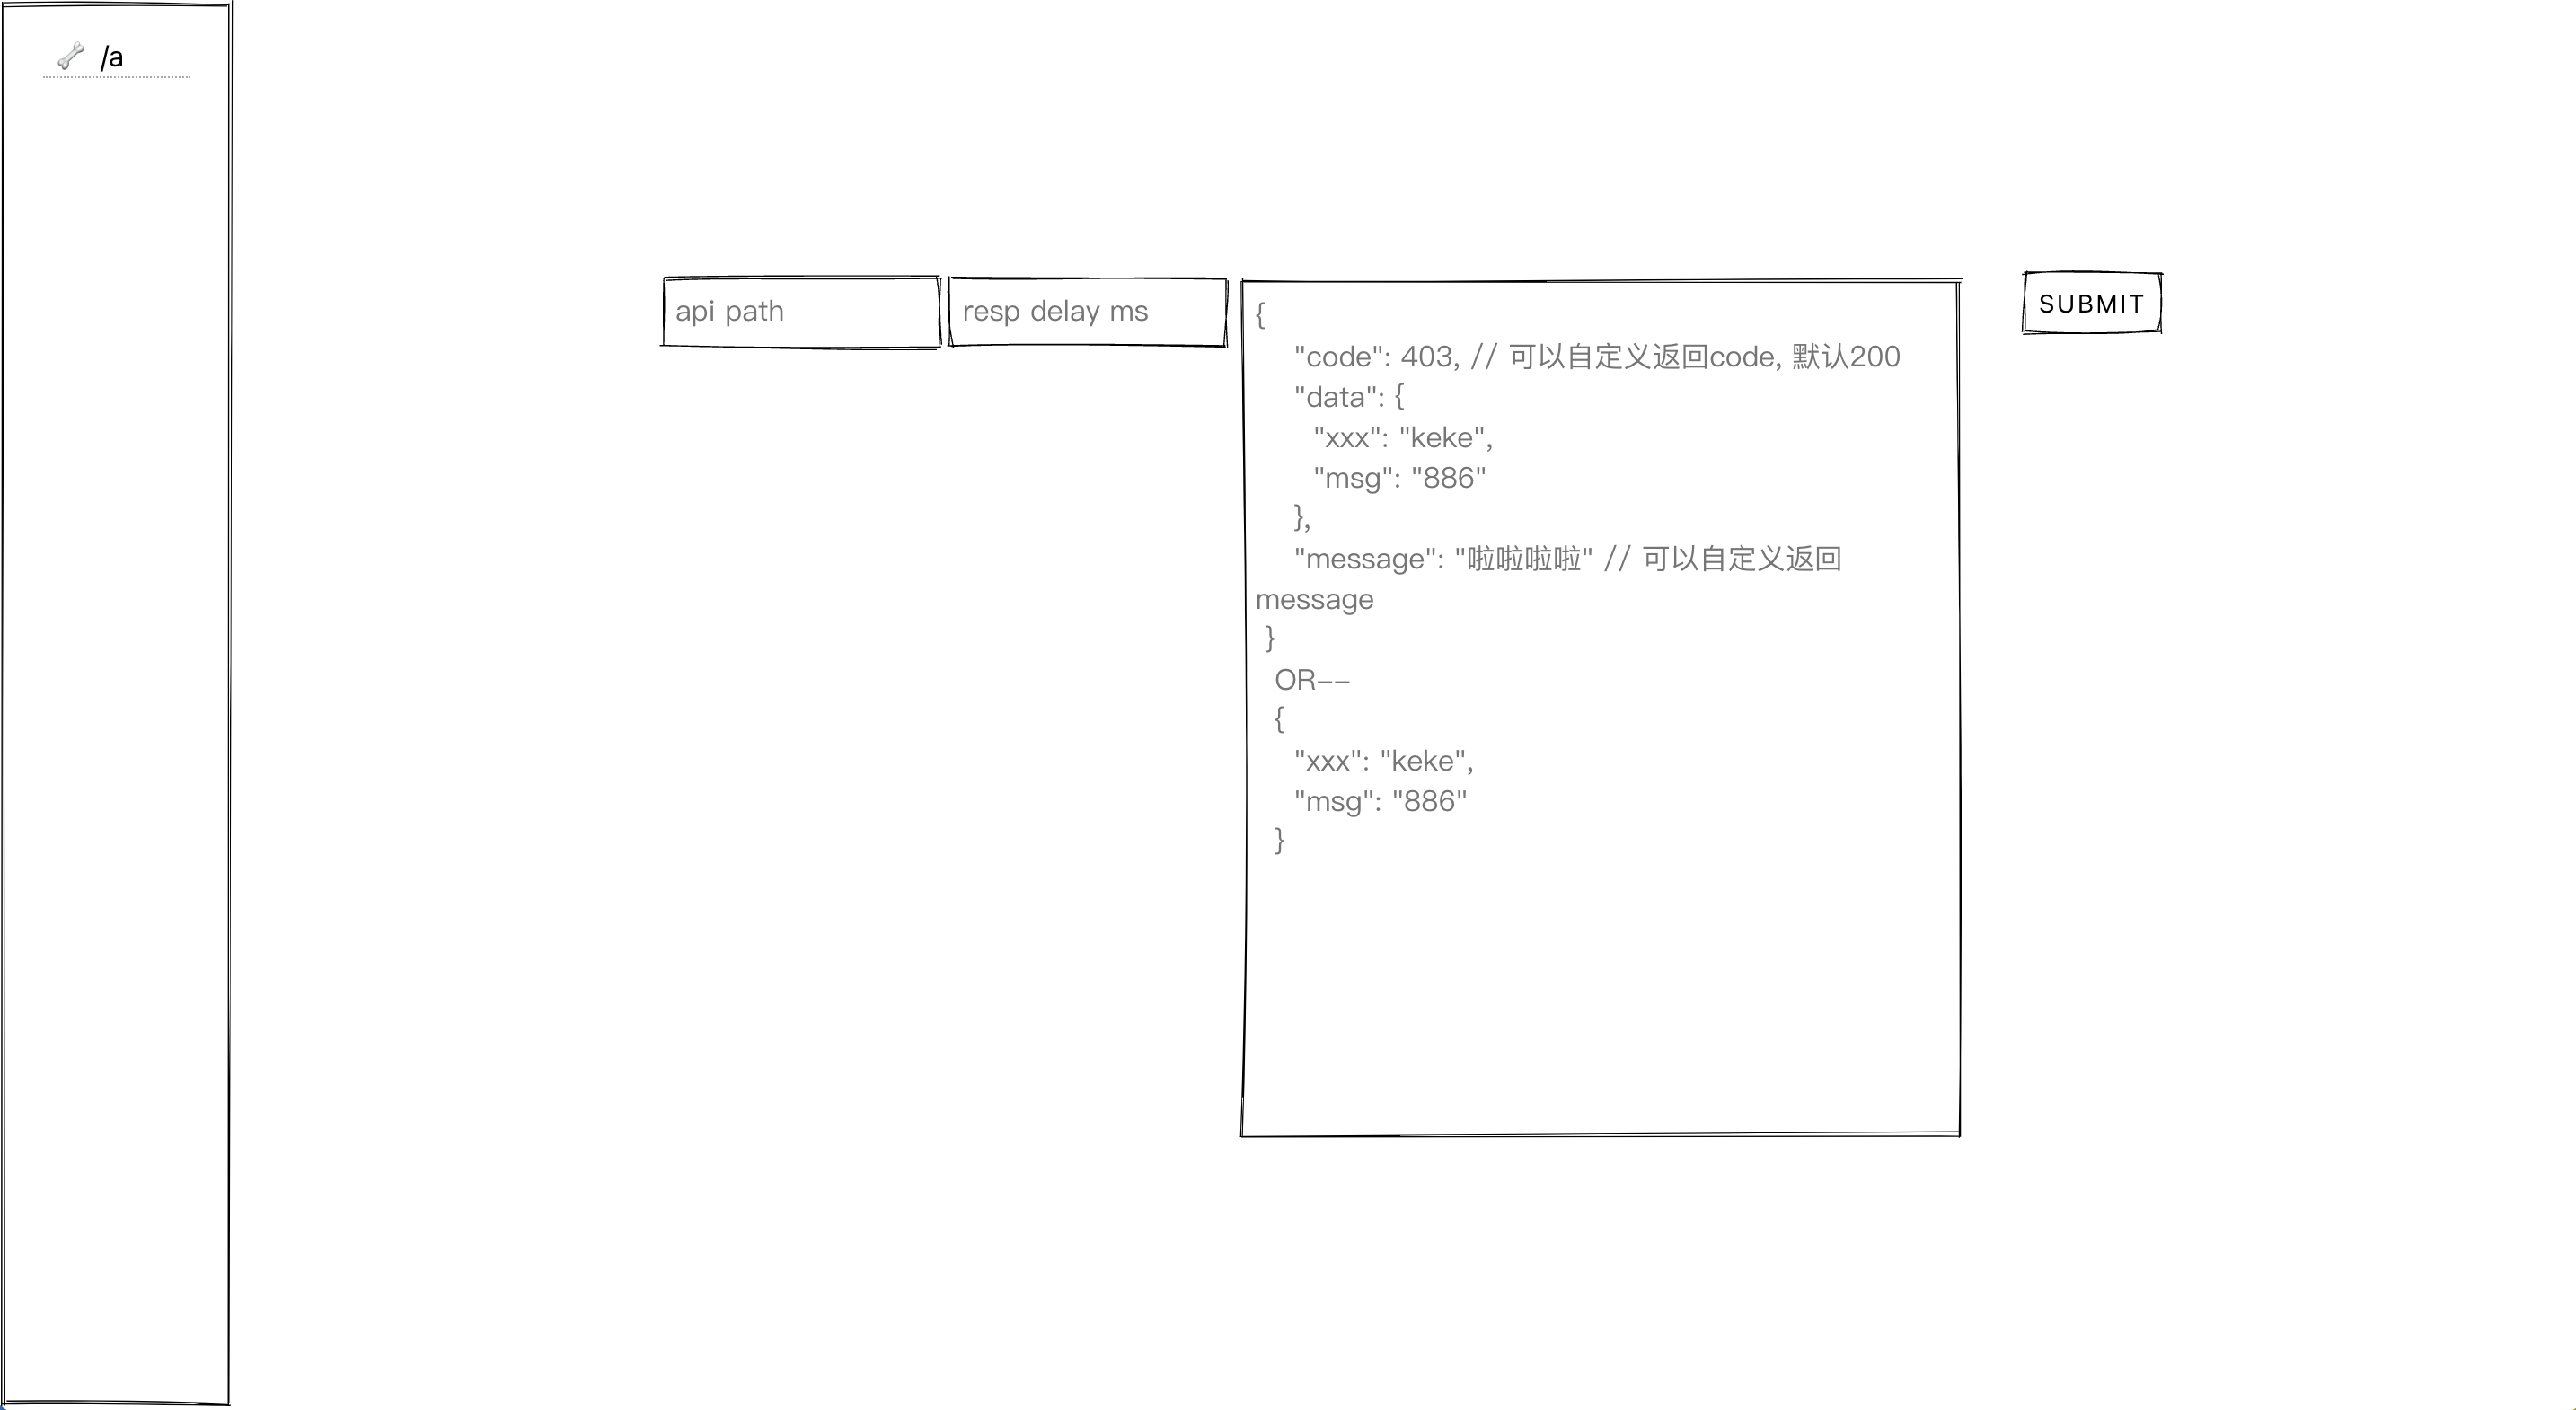 /a
api path
resp delay ms
{
"code": 403, // 可以自定义返回code, 默认200
"data": {
"xxx": "keke",
"msg": "886"
},
"message": "啦啦啦啦" // 可以自定义返回
message
}
OR--
{
"xxx": "keke",
"msg": "886"
}
SUBMIT